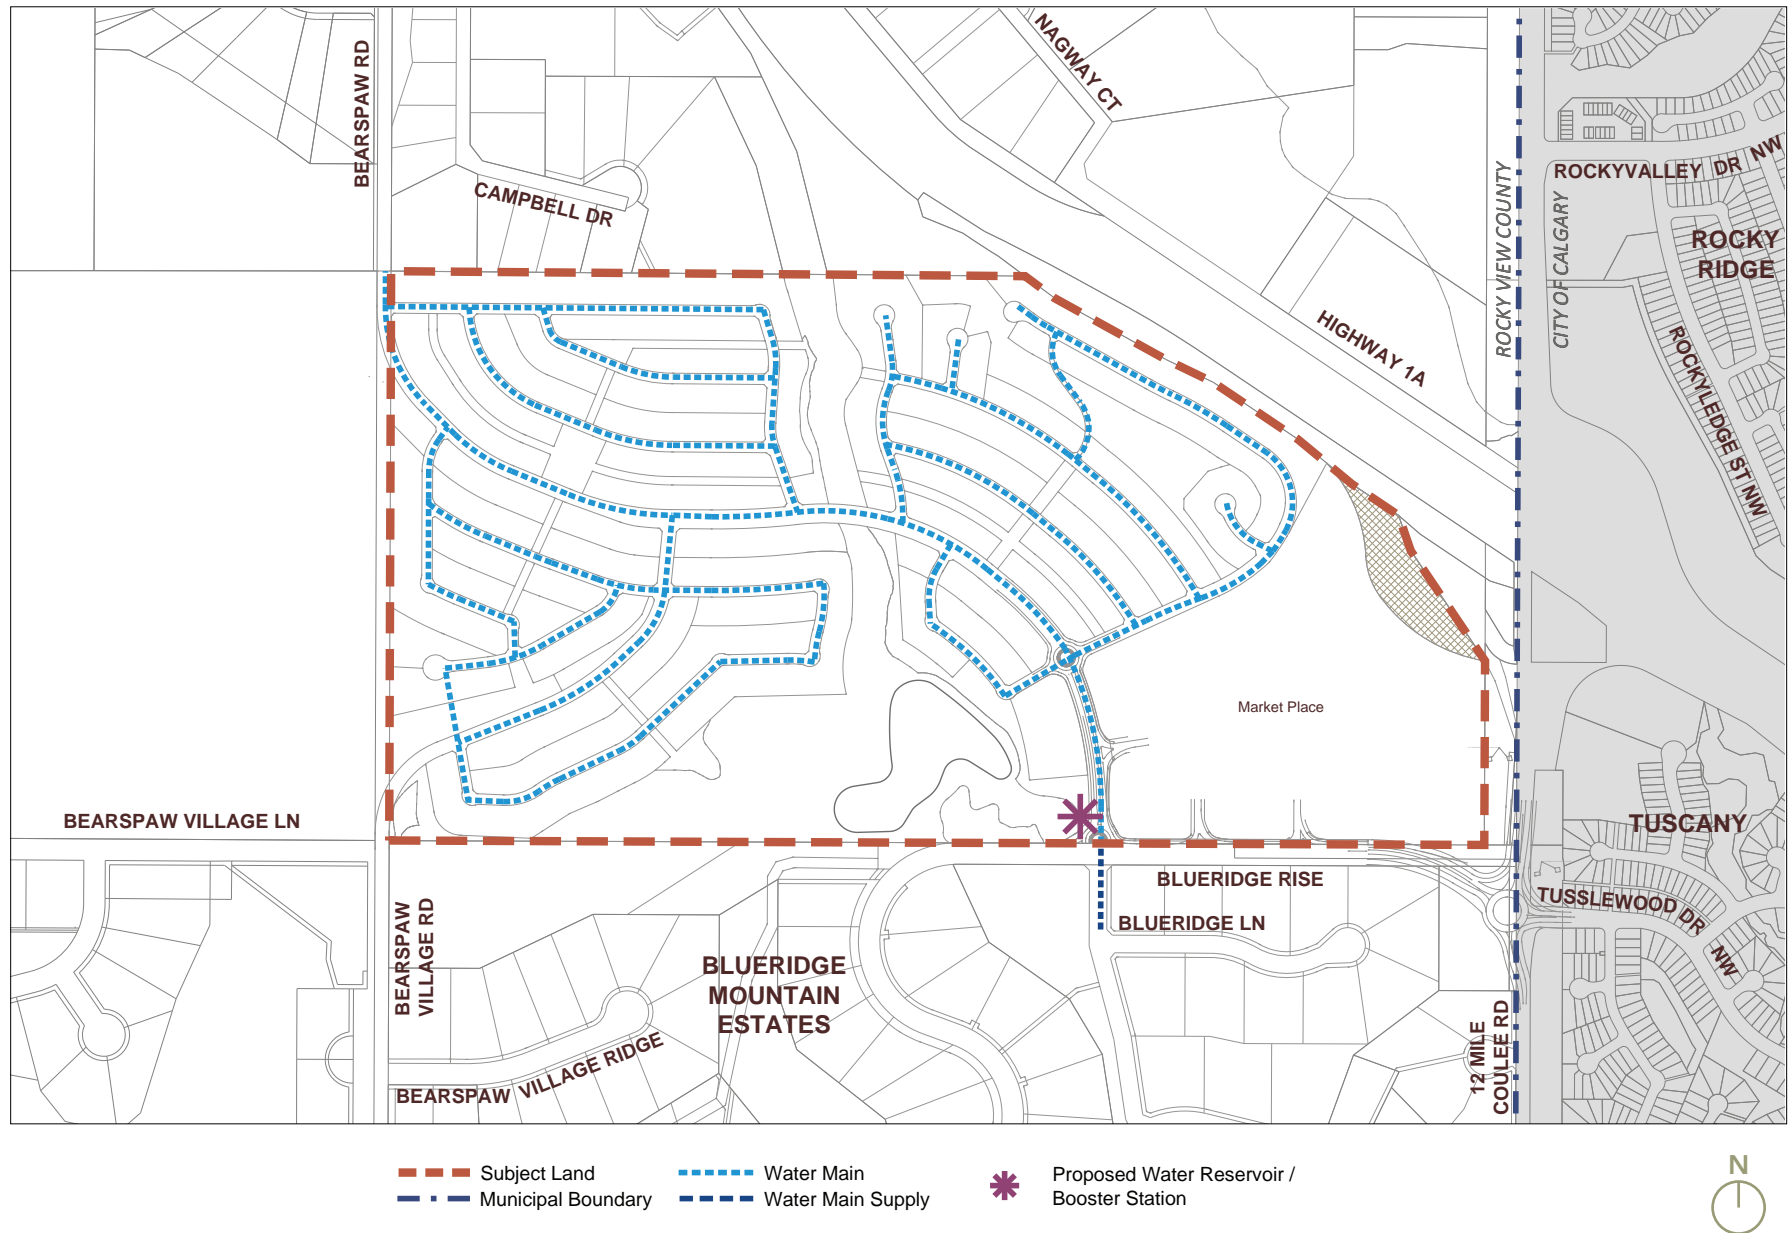 BEARSPAW RD
NAGWAY CT
CAMPBELL DR
ROCKY VIEW COUNTY
CITY OF CALGARY
ROCKYVALLEY DR NW
ROCKY
RIDGE
HIGHWAY 1A
ROCKYLEDGE ST NW
Market Place
BEARSPAW VILLAGE LN
TUSCANY
BLUERIDGE RISE
TUSSLEWOOD DR NW
BLUERIDGE LN
BEARSPAW
VILLAGE RD
BLUERIDGE
MOUNTAIN
ESTATES
BEARSPAW VILLAGE RIDGE
12 MILE
COULEE RD
Subject Land
Municipal Boundary
Water Main
Water Main Supply
Proposed Water Reservoir /
Booster Station
N